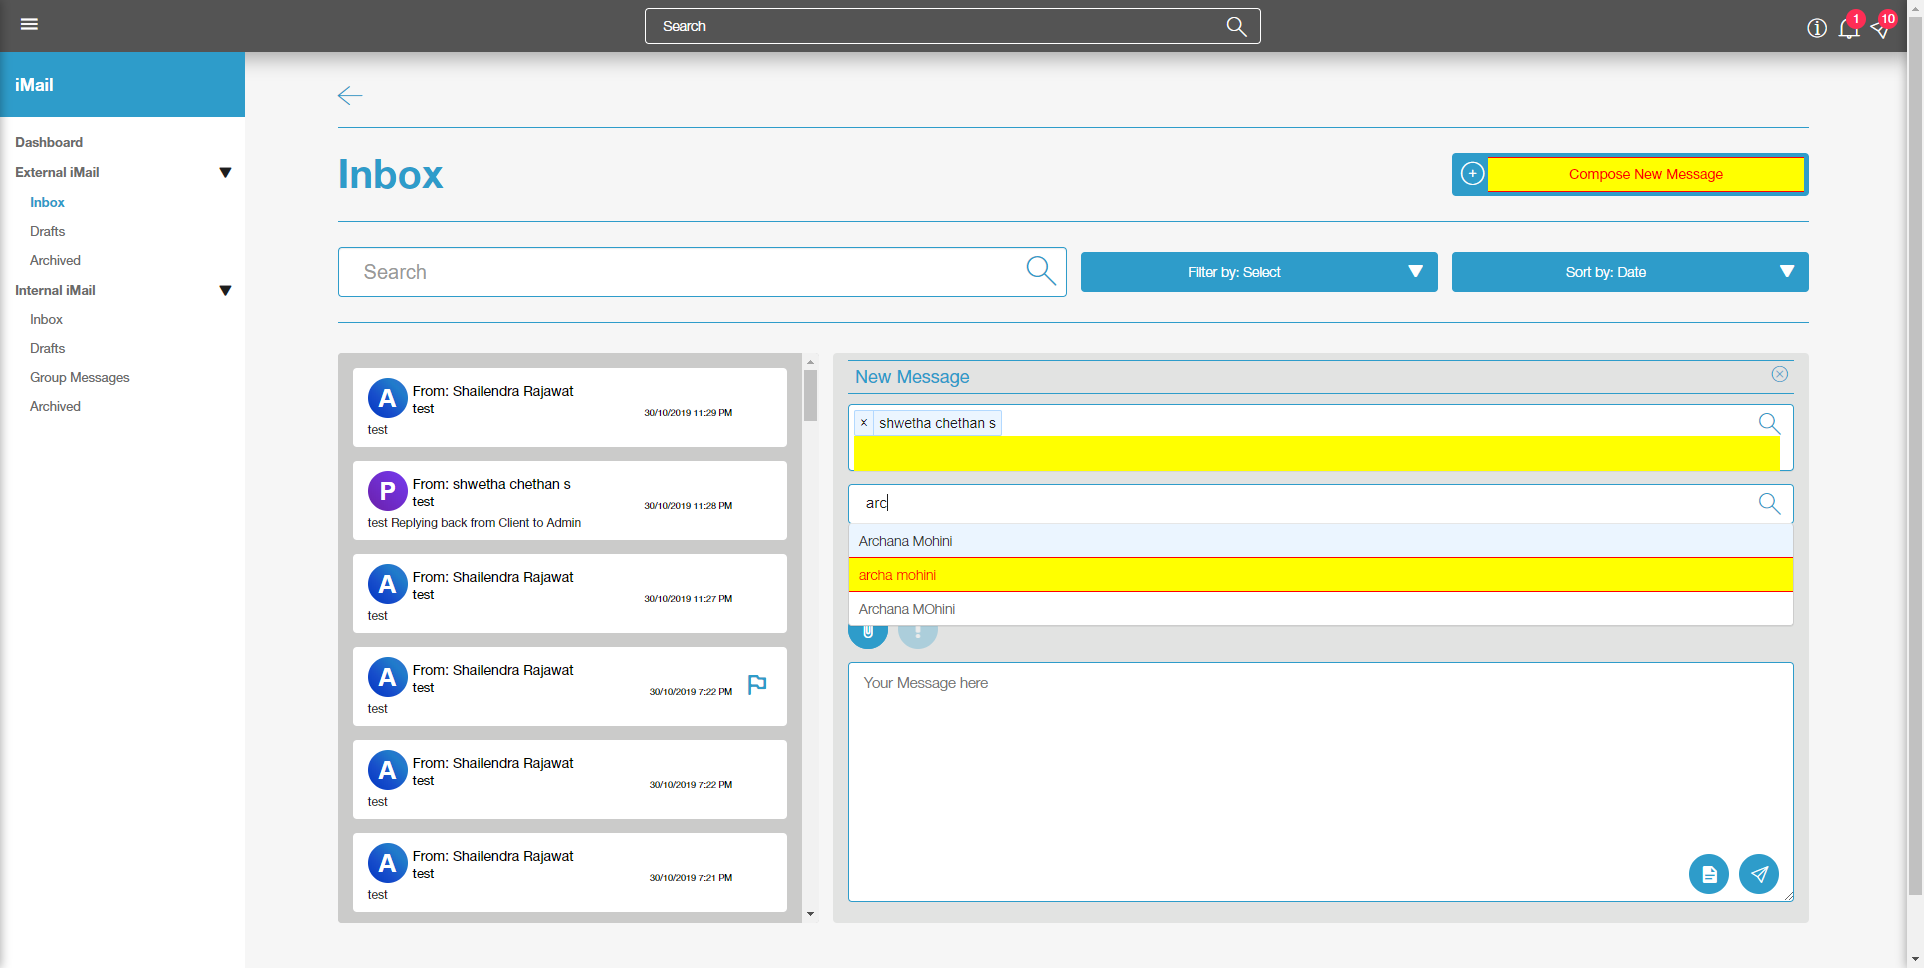 Search
1
10
iMail
Dashboard
External iMail
Inbox
Drafts
Archived
Internal iMail
Inbox
Drafts
Group Messages
Archived
Inbox
Compose New Message
Search
Filter by: Select
Sort by: Date
A
From: Shailendra Rajawat
test
30/10/2019 11:29 PM
test
P
From: shwetha chethan s
test
30/10/2019 11:28 PM
test Replying back from Client to Admin
A
From: Shailendra Rajawat
test
30/10/2019 11:27 PM
test
A
From: Shailendra Rajawat
test
30/10/2019 7:22 PM
test
A
From: Shailendra Rajawat
test
30/10/2019 7:22 PM
test
A
From: Shailendra Rajawat
test
30/10/2019 7:21 PM
test
New Message
× shwetha chethan s
arc
Archana Mohini
archa mohini
Archana MOhini
Your Message here